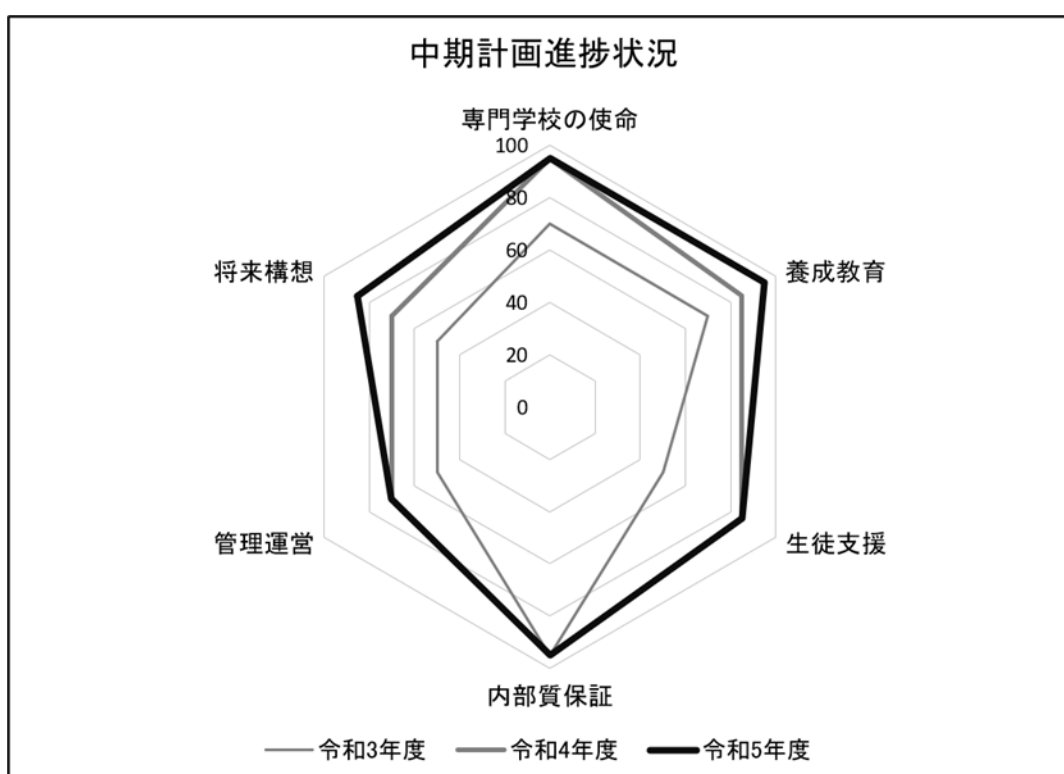 中期計画進捗状況
専門学校の使命
100
80
60
40
20
0
養成教育
生徒支援
内部質保証
管理運営
将来構想
令和3年度 令和4年度 令和5年度